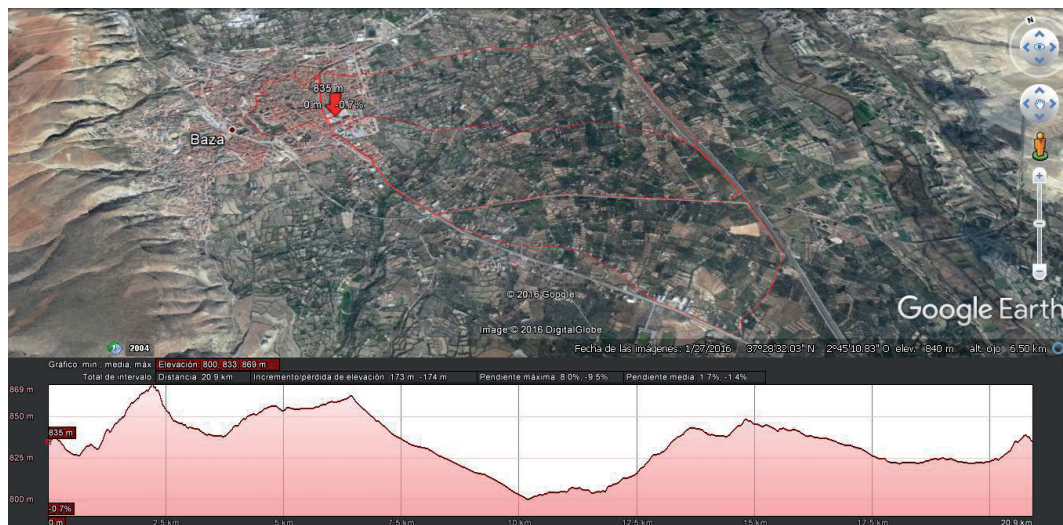 N
835 m
0 m -0.7%
Baza
© 2016 Google
Image © 2016 DigitalGlobe
Google Earth
2004
Fecha de las imágenes: 1/27/2016 37°28'32.03" N 2°45'10.83" O elev. 840 m alt. ojo 6.50 km
Gráfico: min., media, máx. Elevación: 800, 833, 869 m
Total de intervalo: Distancia: 20.9 km Incremento/pérdida de elevación: 173 m, -174 m Pendiente máxima: 8.0%, -9.5% Pendiente media: 1.7%, -1.4%
869 m
850 m
835 m
825 m
800 m
-0.7%
0 m 2.5 km 5 km 7.5 km 10 km 12.5 km 15 km 17.5 km 20.9 km